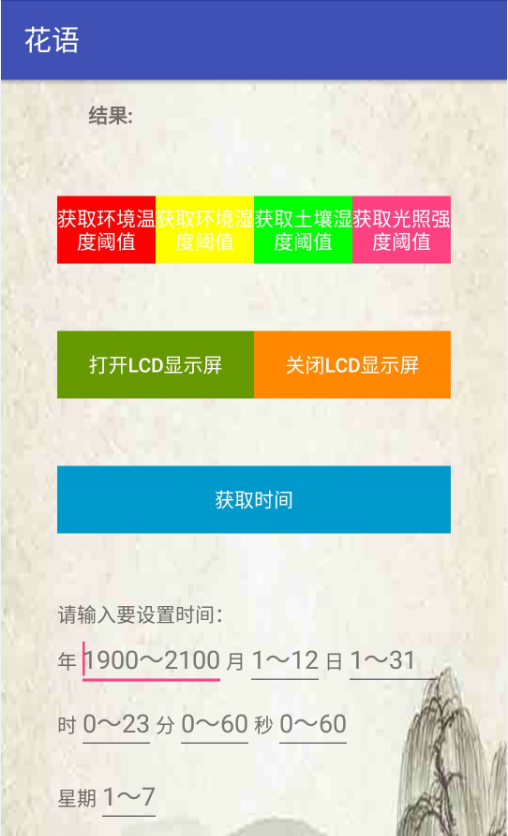 花语
结果:
获取环境温度阈值
获取环境湿度阈值
获取土壤湿度阈值
获取光照强度阈值
打开LCD显示屏 关闭LCD显示屏
获取时间
请输入要设置时间:
年 1900～2100 月 1～12 日 1～31
时 0～23 分 0～60 秒 0～60
星期 1～7